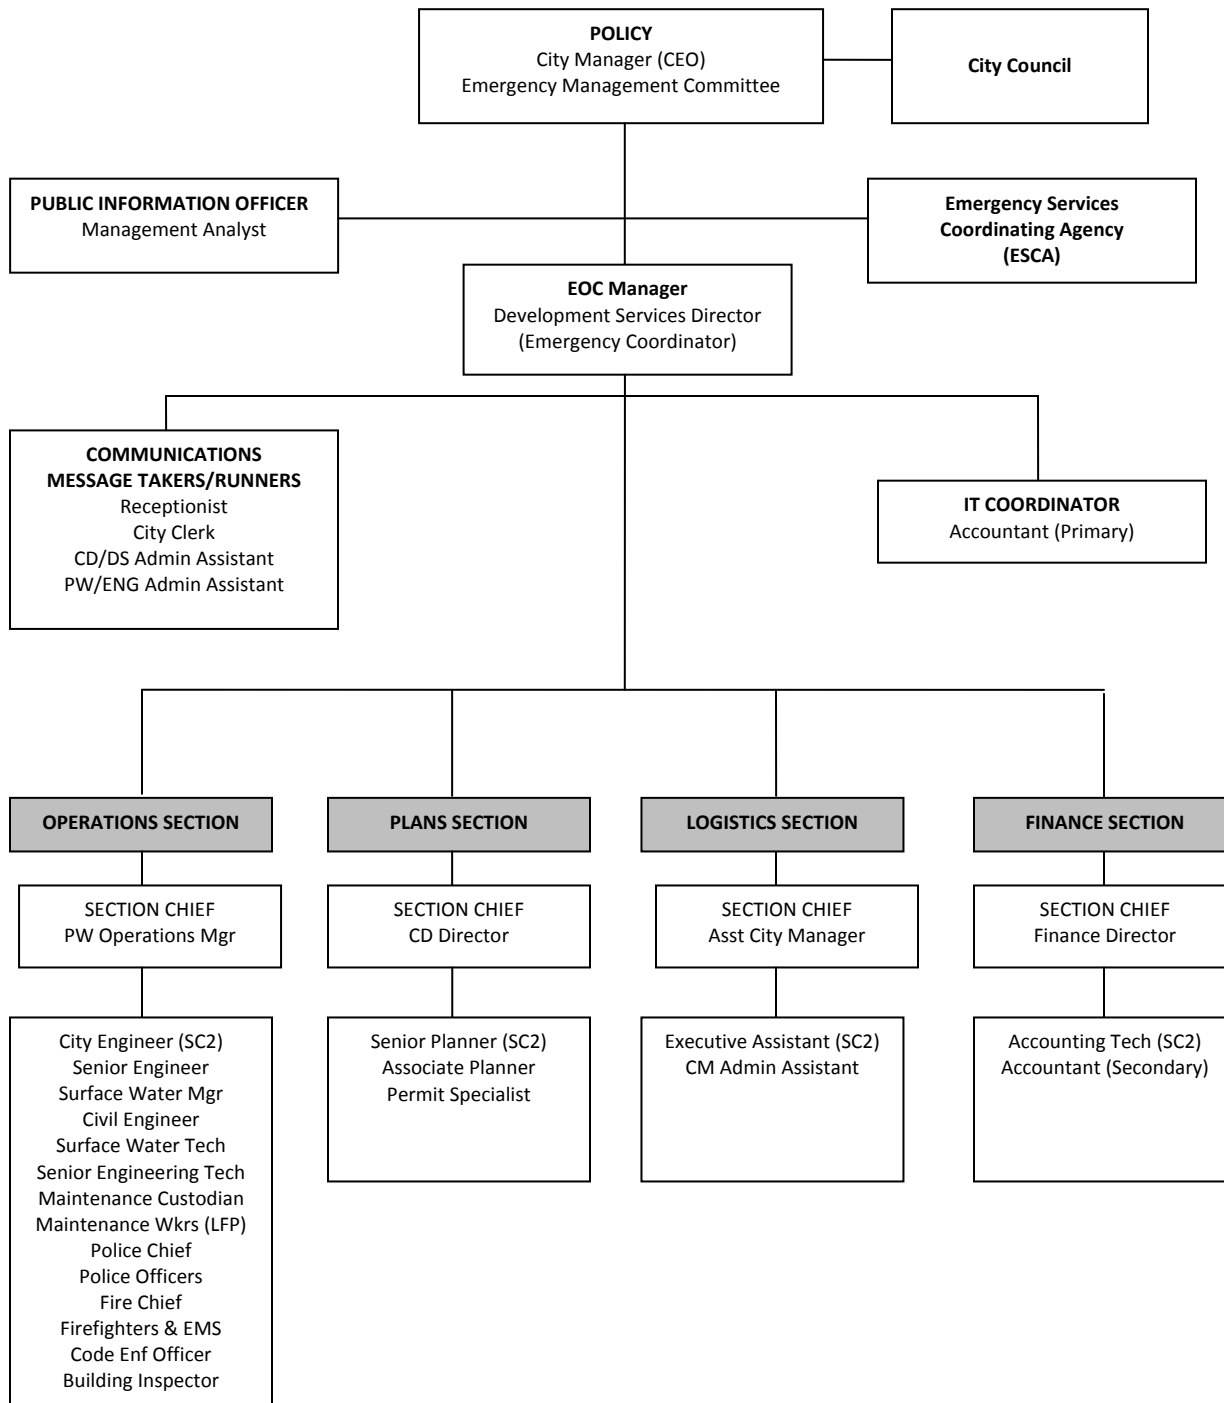 POLICY
City Manager (CEO)
Emergency Management Committee
City Council
PUBLIC INFORMATION OFFICER
Management Analyst
Emergency Services
Coordinating Agency
(ESCA)
EOC Manager
Development Services Director
(Emergency Coordinator)
COMMUNICATIONS
MESSAGE TAKERS/RUNNERS
Receptionist
City Clerk
CD/DS Admin Assistant
PW/ENG Admin Assistant
IT COORDINATOR
Accountant (Primary)
OPERATIONS SECTION
SECTION CHIEF
PW Operations Mgr
City Engineer (SC2)
Senior Engineer
Surface Water Mgr
Civil Engineer
Surface Water Tech
Senior Engineering Tech
Maintenance Custodian
Maintenance Wkrs (LFP)
Police Chief
Police Officers
Fire Chief
Firefighters & EMS
Code Enf Officer
Building Inspector
PLANS SECTION
SECTION CHIEF
CD Director
Senior Planner (SC2)
Associate Planner
Permit Specialist
LOGISTICS SECTION
SECTION CHIEF
Asst City Manager
Executive Assistant (SC2)
CM Admin Assistant
FINANCE SECTION
SECTION CHIEF
Finance Director
Accounting Tech (SC2)
Accountant (Secondary)